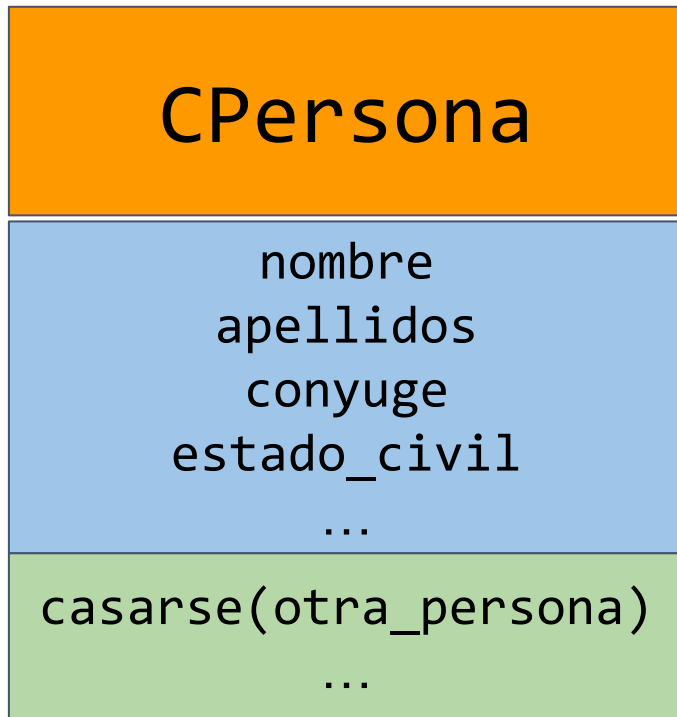 CPersona
nombre
apellidos
conyuge
estado_civil
...
casarse(otra_persona)
...